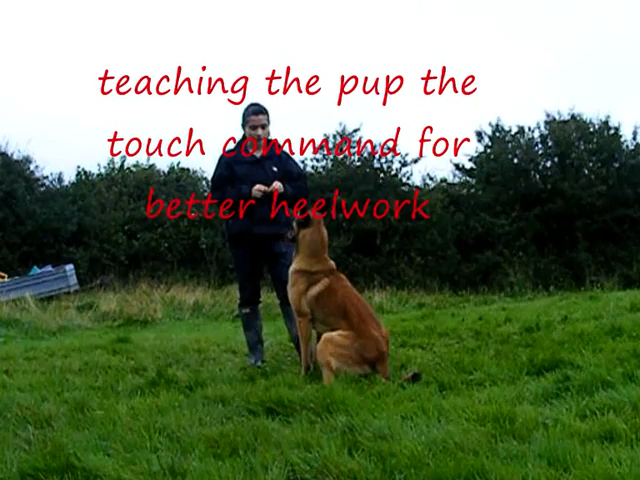 teaching the pup the
touch command for
better heelwork